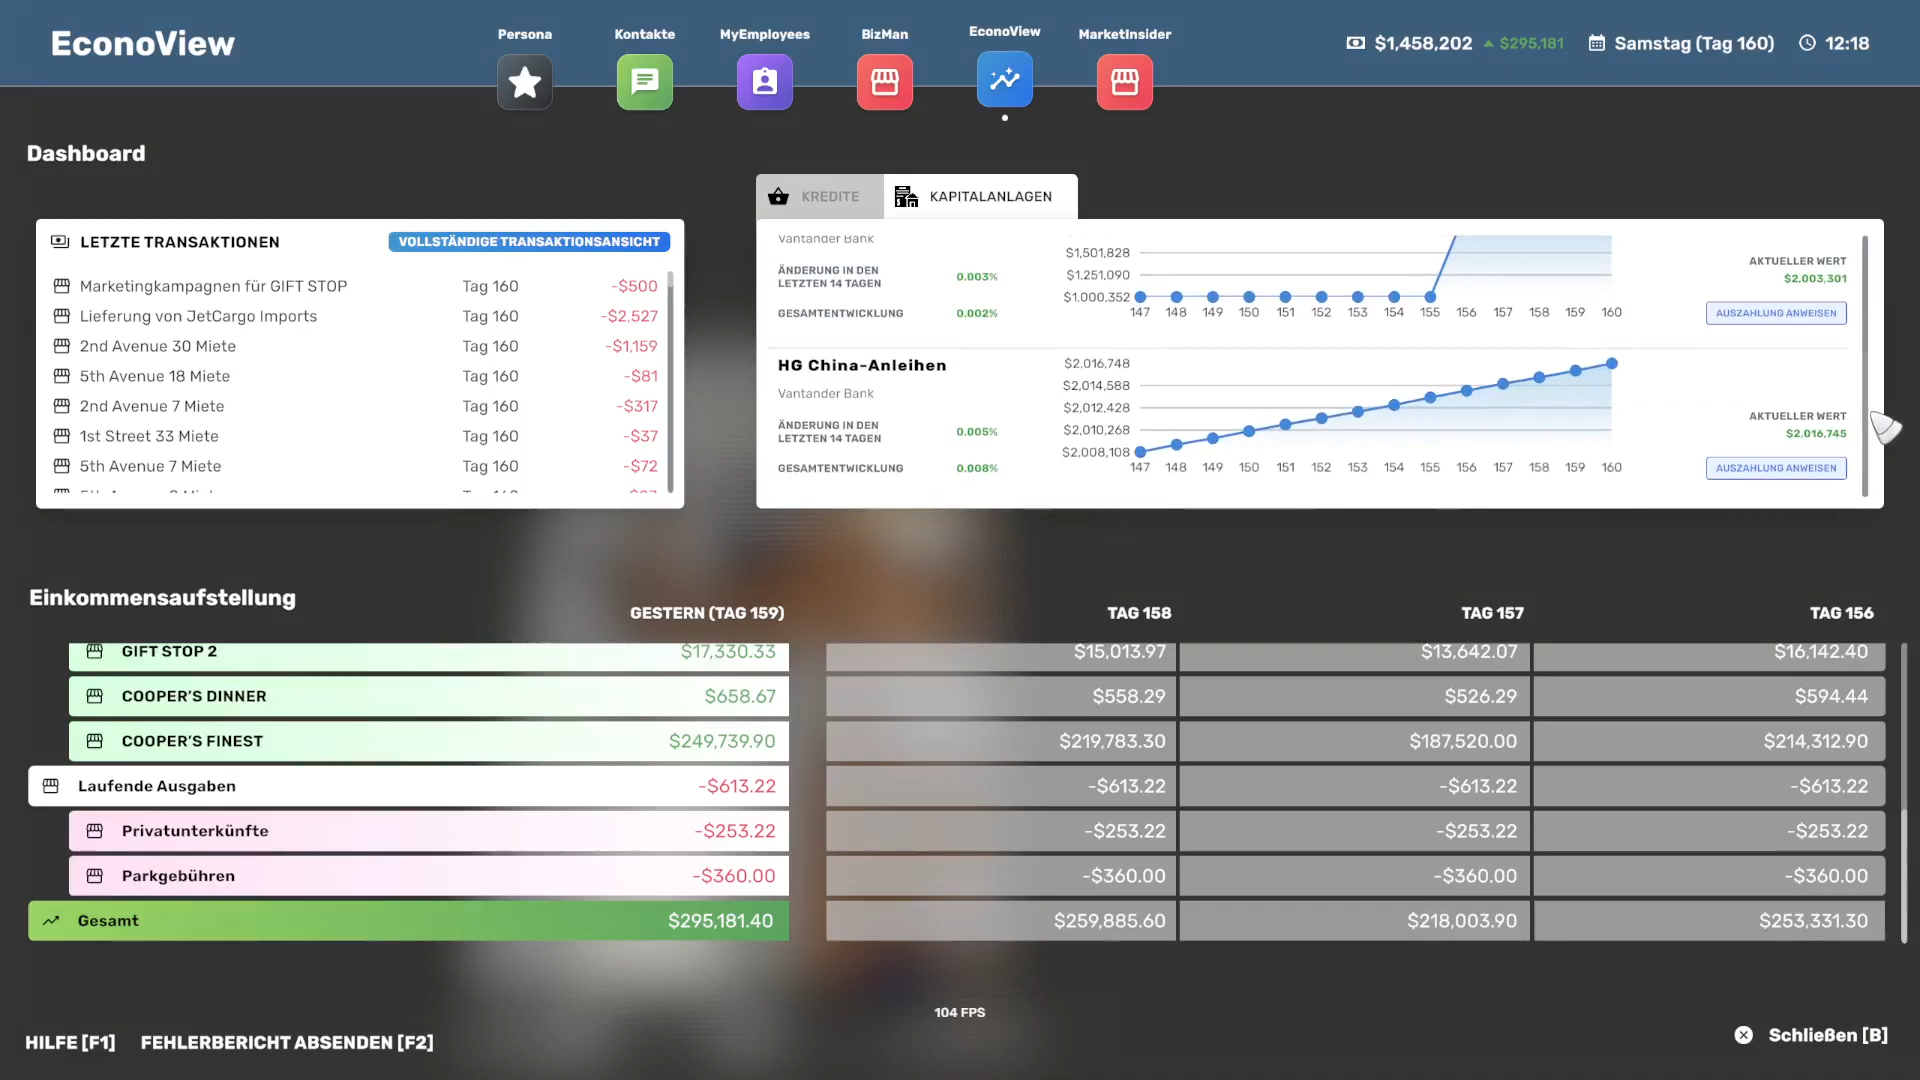 EconoView
Persona
Kontakte
MyEmployees
BizMan
EconoView
MarketInsider
$1,458,202
$295,181
Samstag (Tag 160)
12:18
Dashboard
LETZTE TRANSAKTIONEN
VOLLSTÄNDIGE TRANSAKTIONSANSICHT
Marketingkampagnen für GIFT STOP Tag 160 -$500
Lieferung von JetCargo Imports Tag 160 -$2,527
2nd Avenue 30 Miete Tag 160 -$1,159
5th Avenue 18 Miete Tag 160 -$81
2nd Avenue 7 Miete Tag 160 -$317
1st Street 33 Miete Tag 160 -$37
5th Avenue 7 Miete Tag 160 -$72
KREDITE
KAPITALANLAGEN
Vantander Bank
ÄNDERUNG IN DEN
LETZTEN 14 TAGEN
0.003%
GESAMTENTWICKLUNG 0.002%
$1,501,828
$1,251,090
$1,000,352
147 148 149 150 151 152 153 154 155 156 157 158 159 160
AKTUELLER WERT
$2,003,301
AUSZAHLUNG ANWEISEN
HG China-Anleihen
Vantander Bank
ÄNDERUNG IN DEN
LETZTEN 14 TAGEN
0.005%
GESAMTENTWICKLUNG 0.008%
$2,016,748
$2,014,588
$2,012,428
$2,010,268
$2,008,108
147 148 149 150 151 152 153 154 155 156 157 158 159 160
AKTUELLER WERT
$2,016,745
AUSZAHLUNG ANWEISEN
Einkommensaufstellung
GESTERN (TAG 159) TAG 158 TAG 157 TAG 156
GIFT STOP 2 $17,330.33 $15,013.97 $13,642.07 $16,142.40
COOPER'S DINNER $658.67 $558.29 $526.29 $594.44
COOPER'S FINEST $249,739.90 $219,783.30 $187,520.00 $214,312.90
Laufende Ausgaben -$613.22 -$613.22 -$613.22 -$613.22
Privatunterkünfte -$253.22 -$253.22 -$253.22 -$253.22
Parkgebühren -$360.00 -$360.00 -$360.00 -$360.00
Gesamt $295,181.40 $259,885.60 $218,003.90 $253,331.30
104 FPS
HILFE [F1]
FEHLERBERICHT ABSENDEN [F2]
Schließen [B]